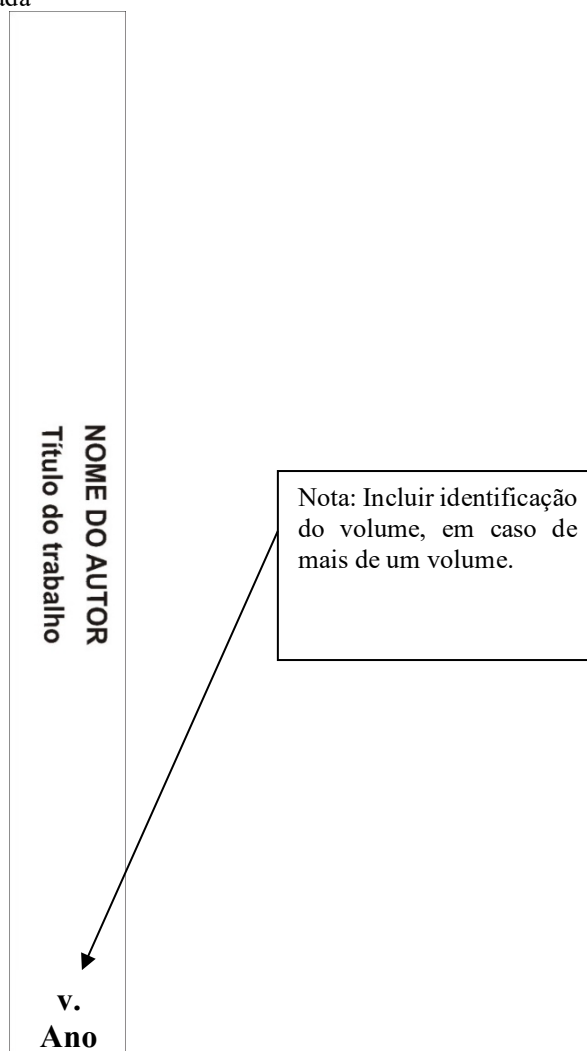 NOME DO AUTOR
Título do trabalho
Nota: Incluir identificação
do volume, em caso de
mais de um volume.
v.
Ano